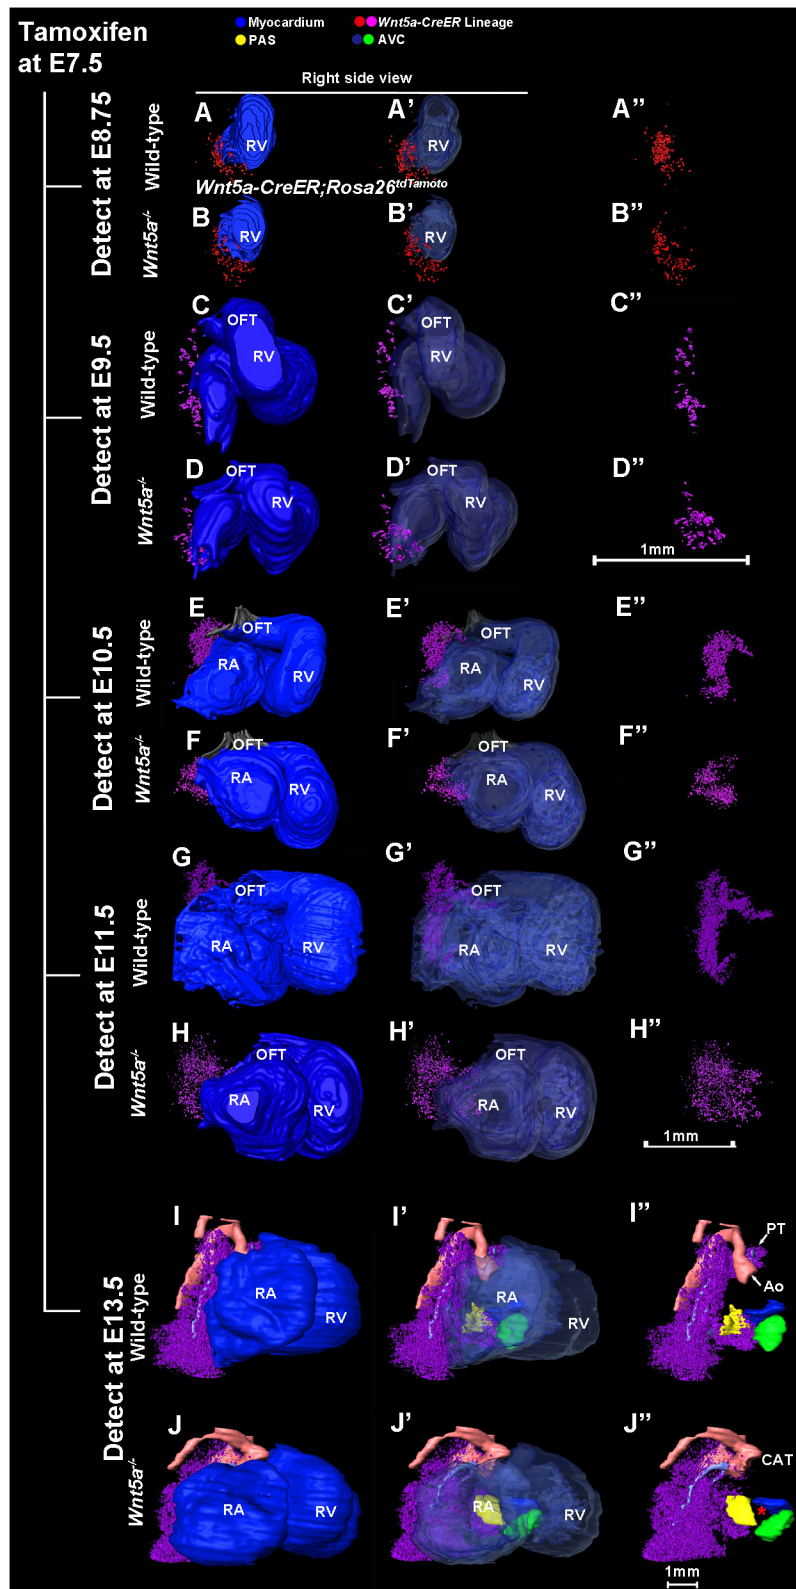 Tamoxifen
at E7.5
Myocardium
Wnt5a-CreER Lineage
PAS
AVC
Right side view
Detect at E8.75
Wild-type
A
RV
A'
RV
A''
Wnt5a-CreER;Rosa26tdTamoto
Wnt5a-/-
B
RV
B'
RV
B''
Detect at E9.5
Wild-type
C
OFT
RV
C'
OFT
RV
C''
Wnt5a-/-
D
OFT
RV
D'
OFT
RV
D''
1mm
Detect at E10.5
Wild-type
E
OFT
RA
RV
E'
OFT
RA
RV
E''
Wnt5a-/-
F
OFT
RA
RV
F'
OFT
RA
RV
F''
Detect at E11.5
Wild-type
G
OFT
RA
RV
G'
OFT
RA
RV
G''
Wnt5a-/-
H
OFT
RA
RV
H'
OFT
RA
RV
H''
1mm
Detect at E13.5
Wild-type
I
RA
RV
I'
RA
RV
I''
PT
Ao
Wnt5a-/-
J
RA
RV
J'
RA
RV
J''
CAT
*
1mm